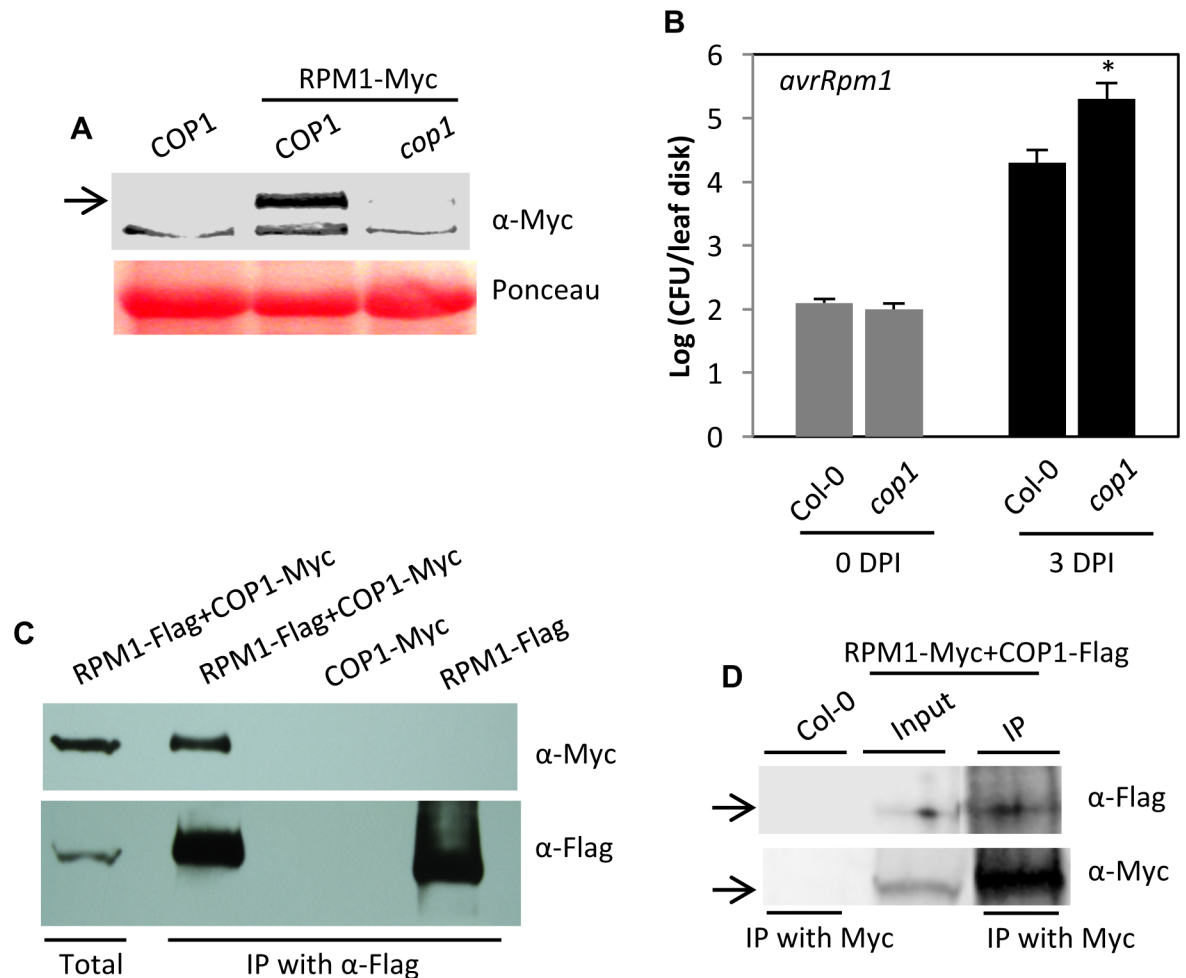 A
RPM1-Myc
COP1
COP1
cop1
α-Myc
Ponceau
B
avrRpm1
Log (CFU/leaf disk)
6
5
4
3
2
1
0
Col-0
cop1
Col-0
cop1
0 DPI
3 DPI
C
RPM1-Flag+COP1-Myc
RPM1-Flag+COP1-Myc
COP1-Myc
RPM1-Flag
α-Myc
α-Flag
Total
IP with α-Flag
D
RPM1-Myc+COP1-Flag
Col-0
Input
IP
α-Flag
α-Myc
IP with Myc
IP with Myc